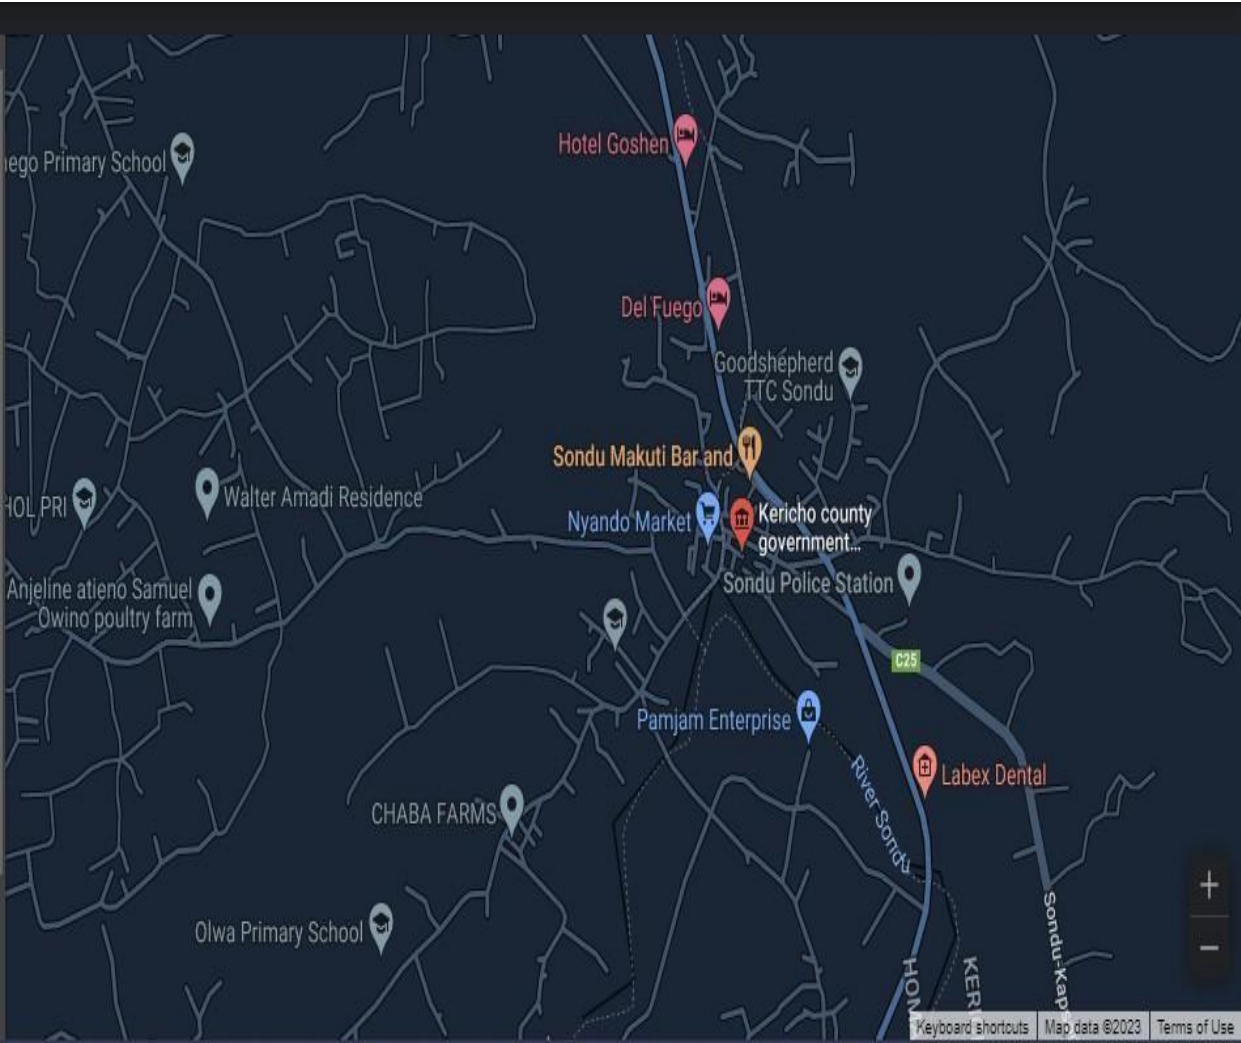 Hotel Goshen
ego Primary School
Del Fuego
Goodshepherd
TTC Sondu
Sondu Makuti Bar and
HOL PRI
Walter Amadi Residence
Nyando Market
Kericho county
government...
Sondu Police Station
Anjeline atieno Samuel
Owino poultry farm
C25
Pamjam Enterprise
River Sondu
Labex Dental
CHABA FARMS
Olwa Primary School
Sondu-Kap
HOM
KERI
+
−
Keyboard shortcuts
Map data ©2023
Terms of Use